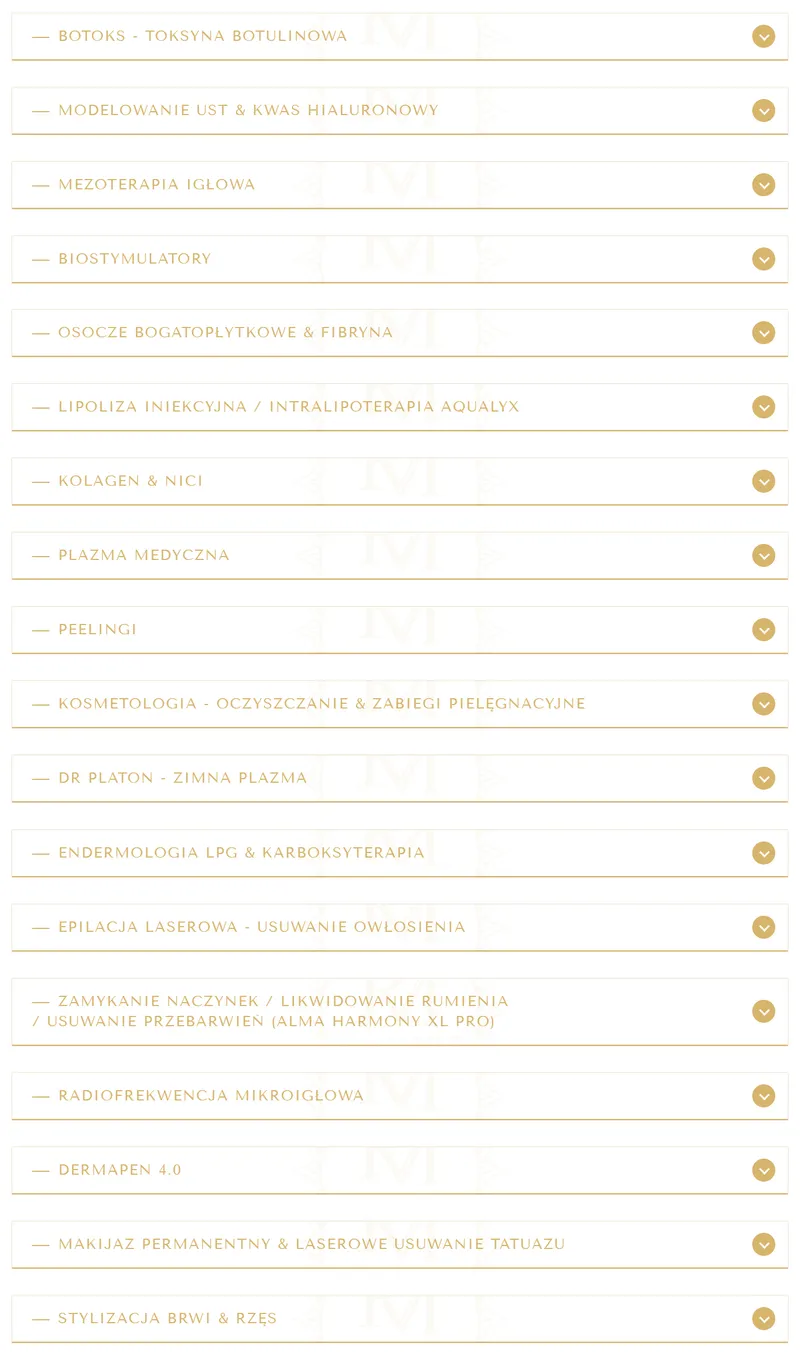 — BOTOKS - TOKSYNA BOTULINOWA
— MODELOWANIE UST & KWAS HIALURONOWY
— MEZOTERAPIA IGŁOWA
— BIOSTYMULATORY
— OSOCZE BOGATOPŁYTKOWE & FIBRYNA
— LIPOLIZA INIEKCYJNA / INTRALIPOTERAPIA AQUALYX
— KOLAGEN & NICI
— PLAZMA MEDYCZNA
— PEELINGI
— KOSMETOLOGIA - OCZYSZCZANIE & ZABIEGI PIELĘGNACYJNE
— DR PLATON - ZIMNA PLAZMA
— ENDERMOLOGIA LPG & KARBOKSYTERAPIA
— EPILACJA LASEROWA - USUWANIE OWŁOSIENIA
— ZAMYKANIE NACZYNEK / LIKWIDOWANIE RUMIENIA
/ USUWANIE PRZEBARWIEŃ (ALMA HARMONY XL PRO)
— RADIOFREKWENCJA MIKROIGŁOWA
— DERMAPEN 4.0
— MAKIJAZ PERMANENTNY & LASEROWE USUWANIE TATUAZU
— STYLIZACJA BRWI & RZĘS